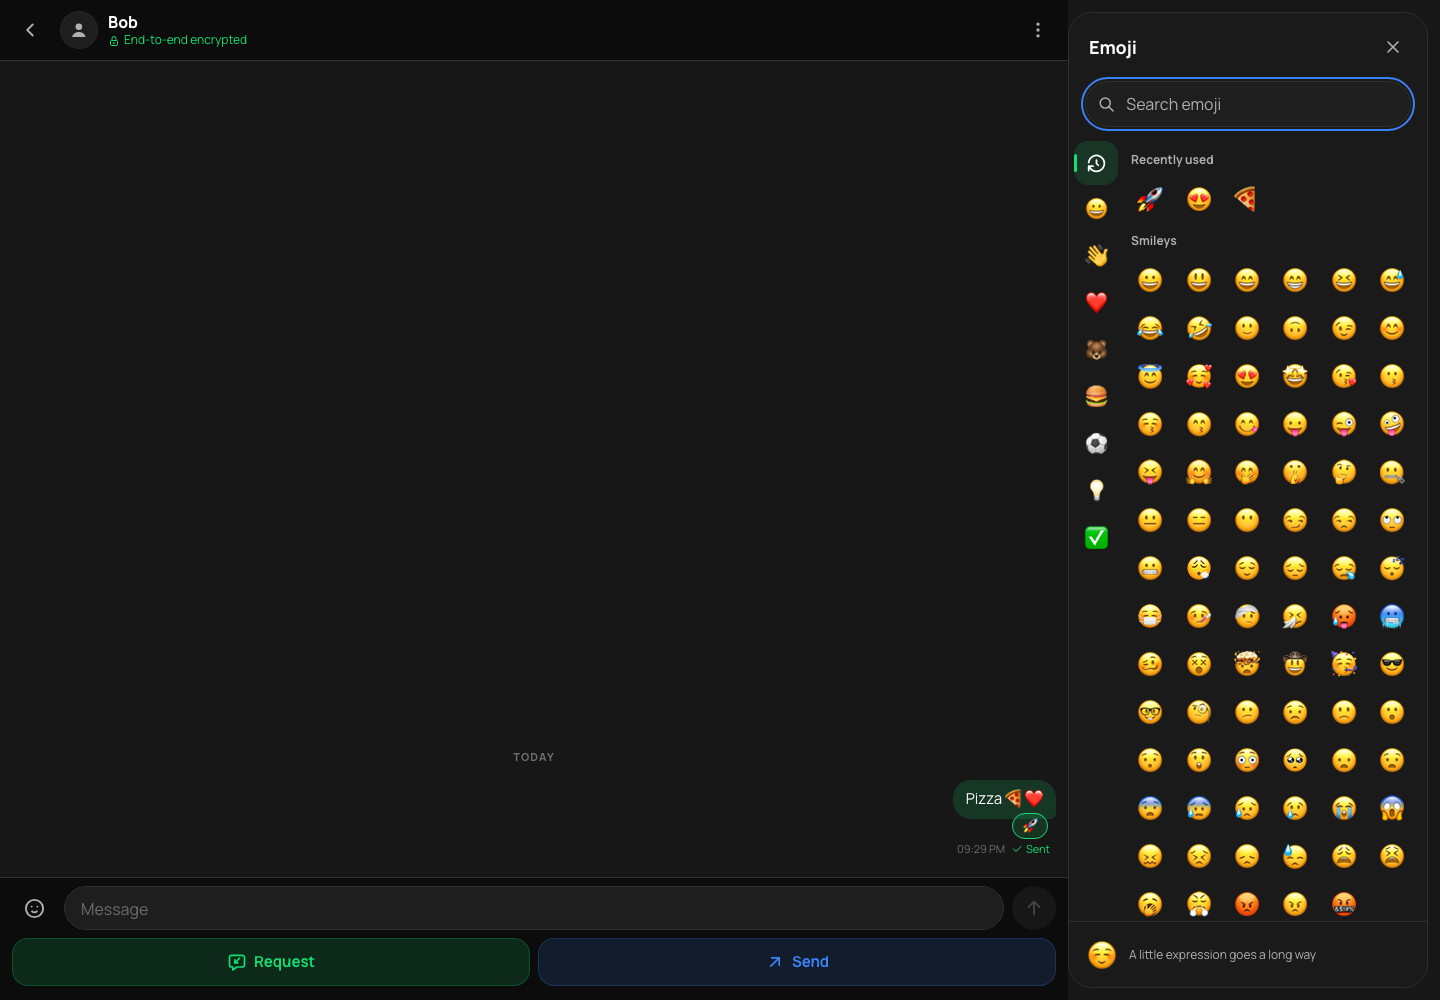 Bob
End-to-end encrypted
Emoji
Search emoji
Recently used
Smileys
TODAY
Pizza🍕❤️
🚀
09:29 PM Sent
Message
Request
Send
A little expression goes a long way